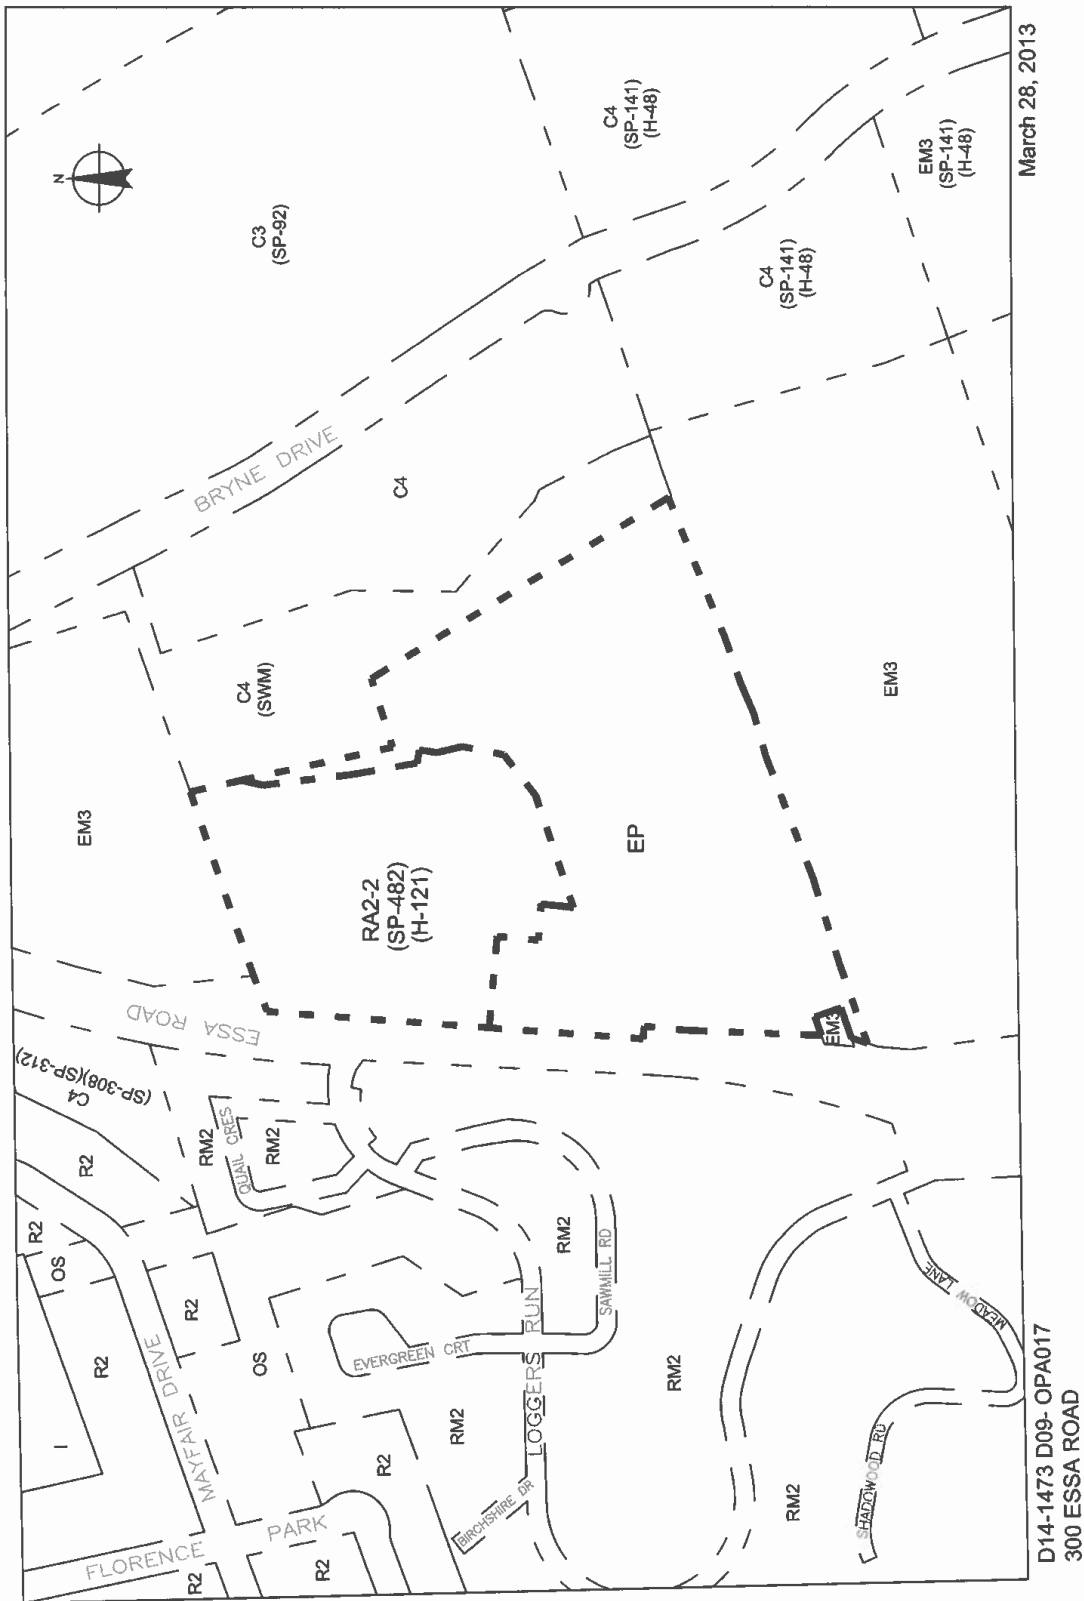 N
C3
(SP-92)
C4
(SP-141)
(H-48)
EM3
(SP-141)
(H-48)
C4
(SP-141)
(H-48)
March 28, 2013
BRYNE DRIVE
C4
C4
(SWM)
EM3
EM3
RA2-2
(SP-482)
(H-121)
EP
EM3
ESSA ROAD
C4
(SP-308)(SP-312)
R2
RM2
QUAIL CRES
RM2
R2
OS
R2
R2
I
MAYFAIR DRIVE
OS
EVERGREEN CRT
LOGGERS RUN
RM2
SAWMILL RD
RM2
RM2
R2
FLORENCE PARK
R2
R2
BIRCHSHIRE DR
RM2
SHADOWOOD RD
MEADOW LANE
D14-1473 D09- OPA017
300 ESSA ROAD